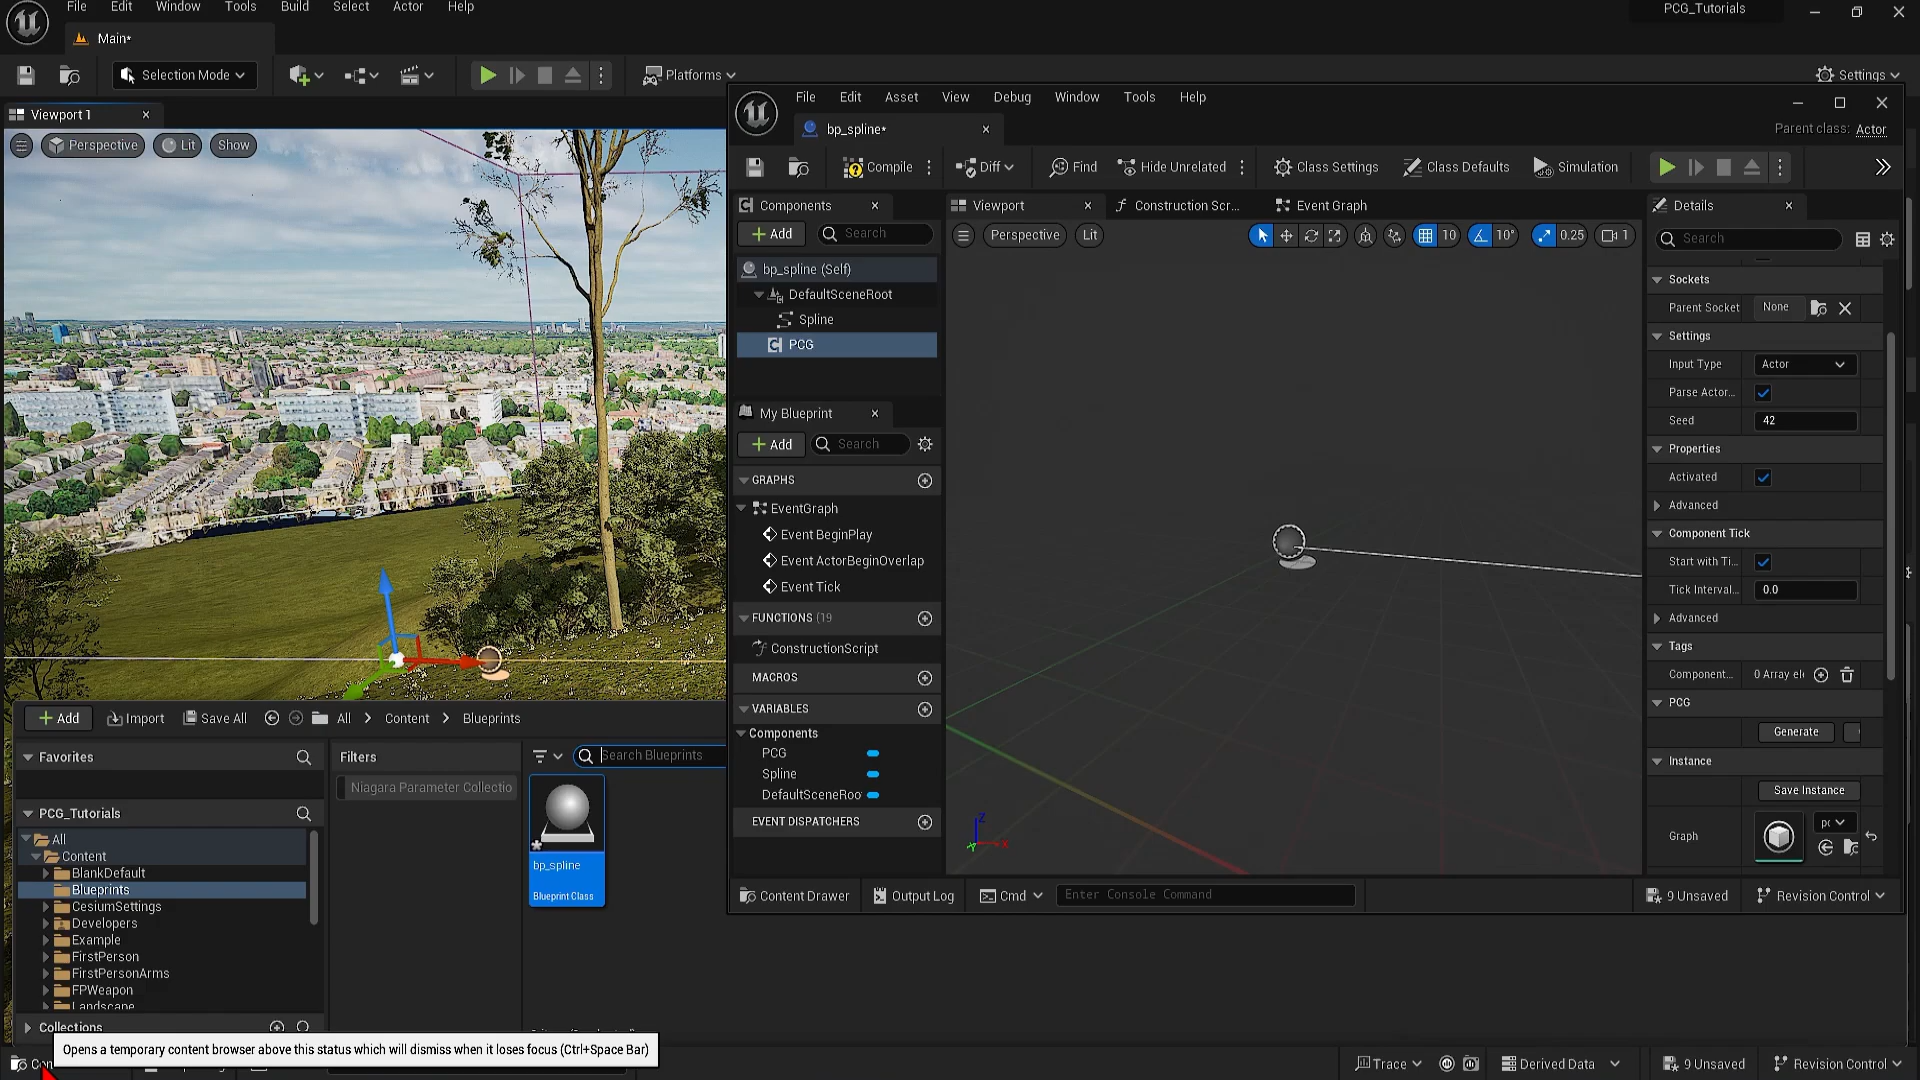 File Edit Window Tools Build Select Actor Help
PCG_Tutorials
Main*
Selection Mode
Platforms
Settings
Viewport 1
Perspective Lit Show
File Edit Asset View Debug Window Tools Help
bp_spline*
Parent class: Actor
Compile Diff Find Hide Unrelated Class Settings Class Defaults Simulation
Components
Add Search
bp_spline (Self)
DefaultSceneRoot
Spline
PCG
My Blueprint
Add Search
GRAPHS
EventGraph
Event BeginPlay
Event ActorBeginOverlap
Event Tick
FUNCTIONS (19
ConstructionScript
MACROS
VARIABLES
Components
PCG
Spline
DefaultSceneRoo
EVENT DISPATCHERS
Viewport Construction Scr... Event Graph
Perspective Lit 10 10° 0.25 1
Z
Y X
Details
Search
Sockets
Parent Socket None
Settings
Input Type Actor
Parse Actor...
Seed 42
Properties
Activated
Advanced
Component Tick
Start with Ti...
Tick Interval... 0.0
Advanced
Tags
Component... 0 Array el
PCG
Generate
Instance
Save Instance
Graph pc
Content Drawer Output Log Cmd Enter Console Command 9 Unsaved Revision Control
Add Import Save All All Content Blueprints
Favorites
PCG_Tutorials
All
Content
BlankDefault
Blueprints
CesiumSettings
Developers
Example
FirstPerson
FirstPersonArms
FPWeapon
Landscape
Collections
Filters
Niagara Parameter Collectio
Search Blueprints
bp_spline
Blueprint Class
Opens a temporary content browser above this status which will dismiss when it loses focus (Ctrl+Space Bar)
Con
Trace Derived Data 9 Unsaved Revision Control